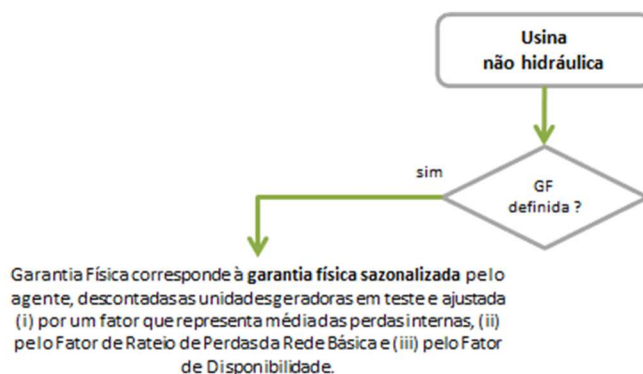 Usina
não hidráulica
sim
GF
definida ?
Garantia Física corresponde à garantia física sazonalizada pelo
agente, descontadas as unidades geradoras em teste e ajustada
(i) por um fator que representa média das perdas internas, (ii)
pelo Fator de Rateio de Perdas da Rede Básica e (iii) pelo Fator
de Disponibilidade.